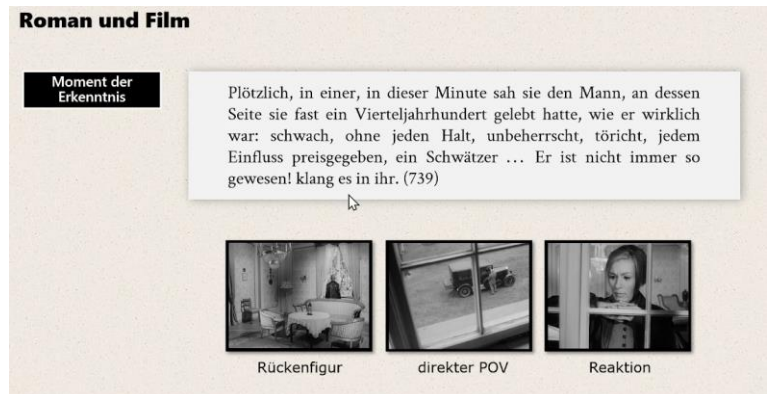 Roman und Film
Moment der
Erkenntnis
Plötzlich, in einer, in dieser Minute sah sie den Mann, an dessen
Seite sie fast ein Vierteljahrhundert gelebt hatte, wie er wirklich
war: schwach, ohne jeden Halt, unbeherrscht, töricht, jedem
Einfluss preisgegeben, ein Schwätzer ... Er ist nicht immer so
gewesen! klang es in ihr. (739)
Rückenfigur
direkter POV
Reaktion